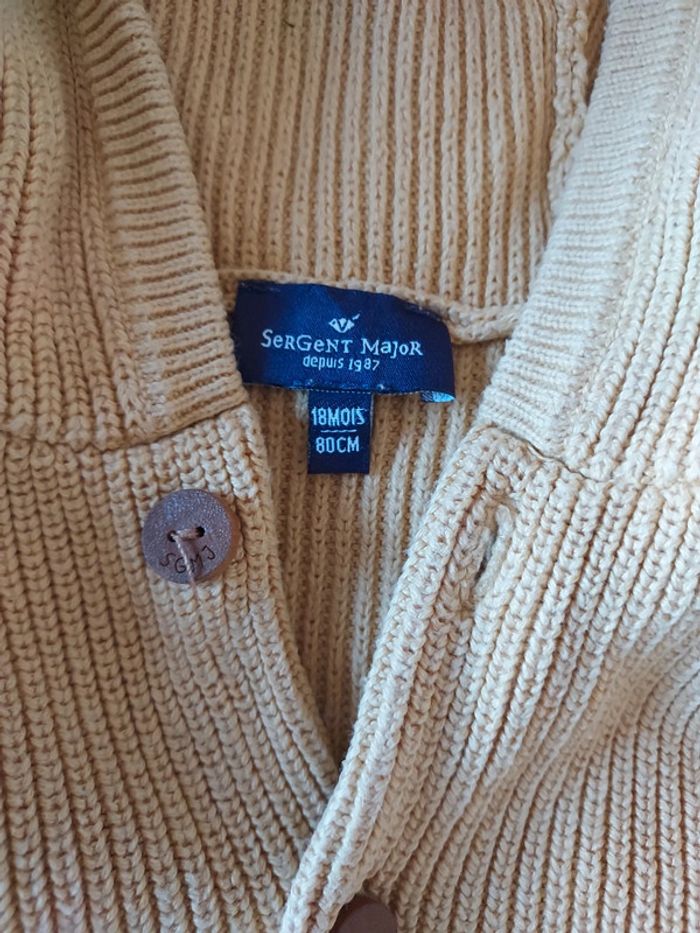 SeRGeNT MaJoR
depuis 1987
18MOIS
80CM
SGMJ